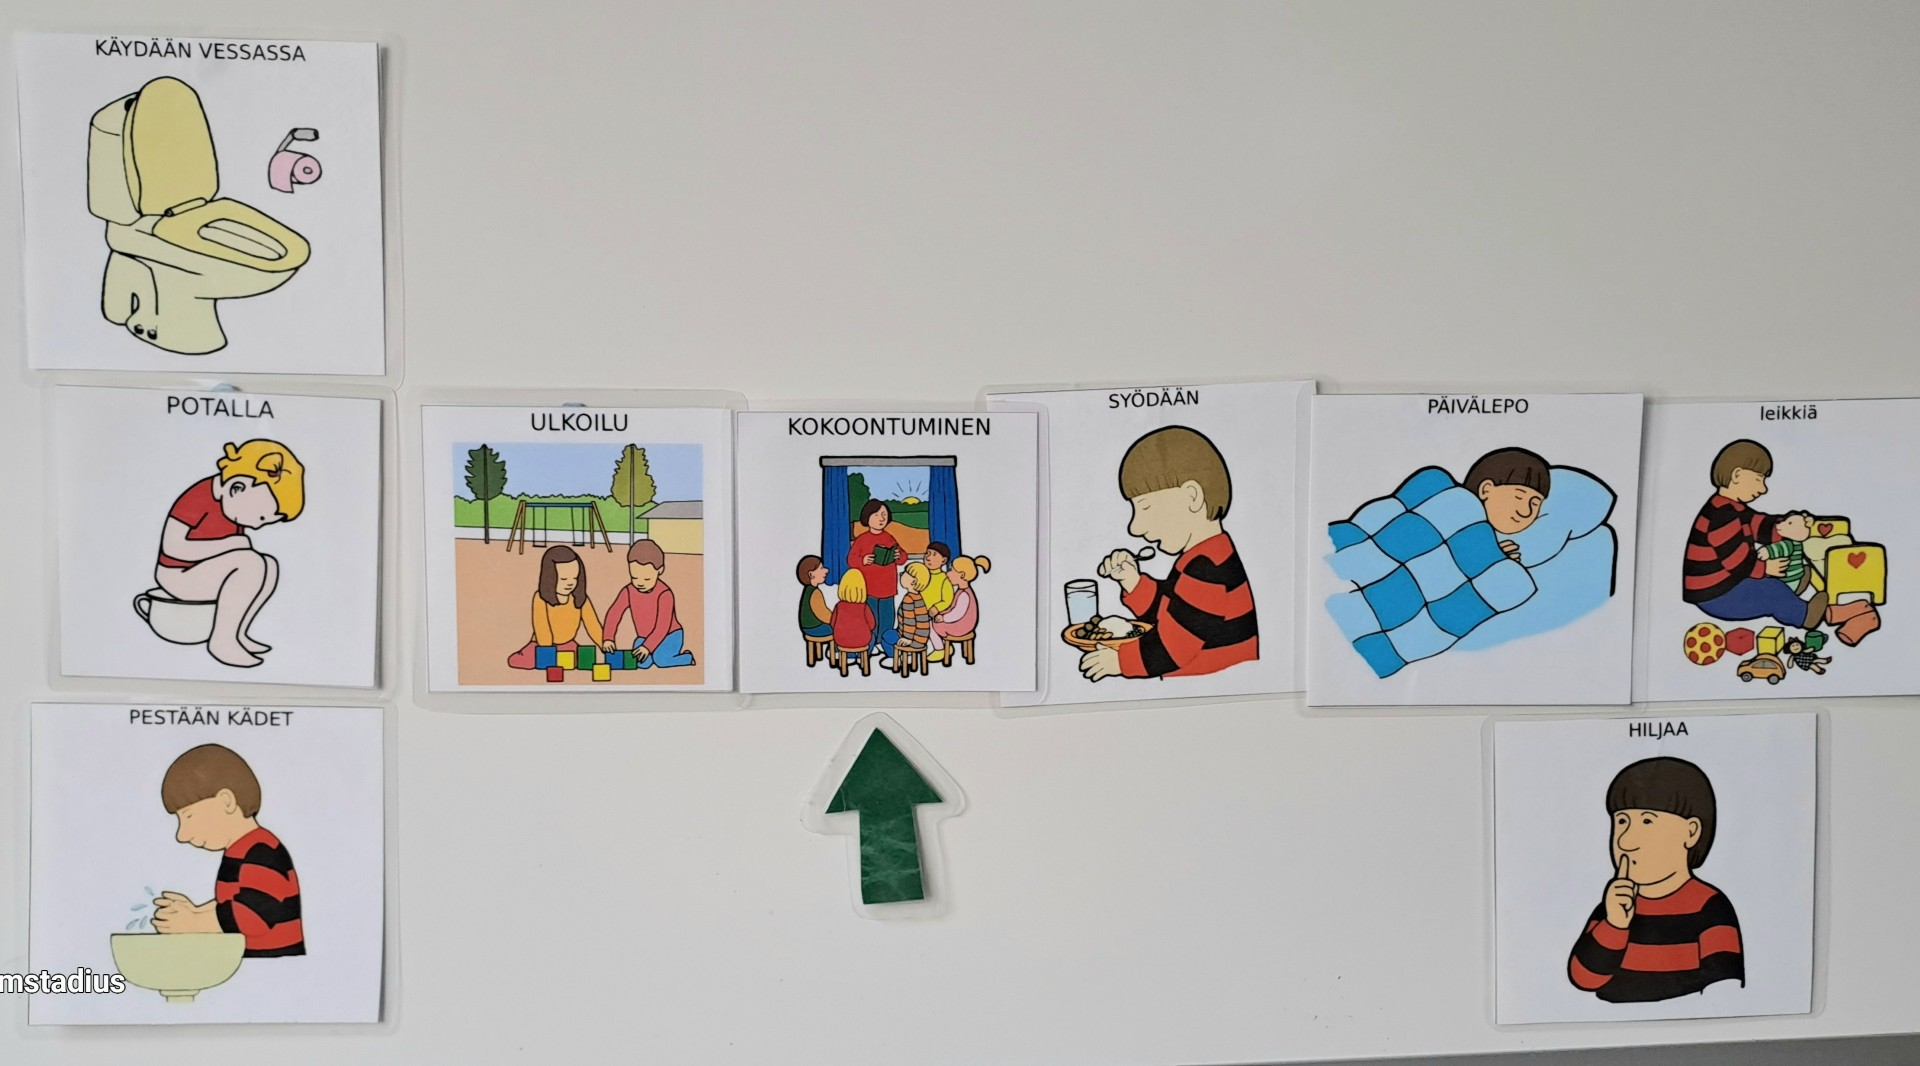 KÄYDÄÄN VESSASSA
POTALLA
PESTÄÄN KÄDET
ULKOILU
KOKOONTUMINEN
SYÖDÄÄN
PÄIVÄLEPO
leikkiä
HILJAA
mstadius